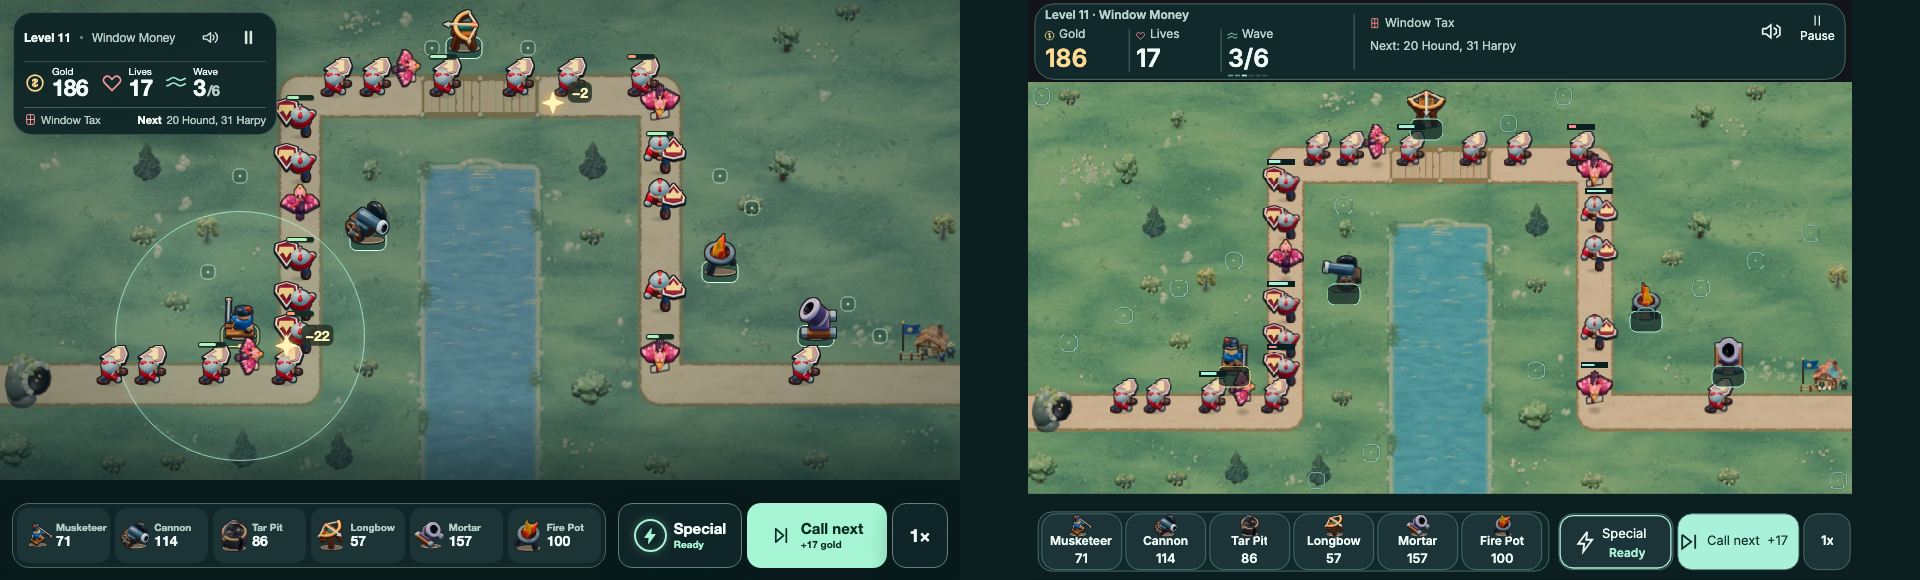 Level 11 • Window Money
Gold
186
Lives
17
Wave
3/6
Window Tax
Next 20 Hound, 31 Harpy
−2
−22
Musketeer
71
Cannon
114
Tar Pit
86
Longbow
57
Mortar
157
Fire Pot
100
Special
Ready
Call next
+17 gold
1×
Level 11 · Window Money
Gold
186
Lives
17
Wave
3/6
Window Tax
Next: 20 Hound, 31 Harpy
Pause
Musketeer
71
Cannon
114
Tar Pit
86
Longbow
57
Mortar
157
Fire Pot
100
Special
Ready
Call next +17
1x